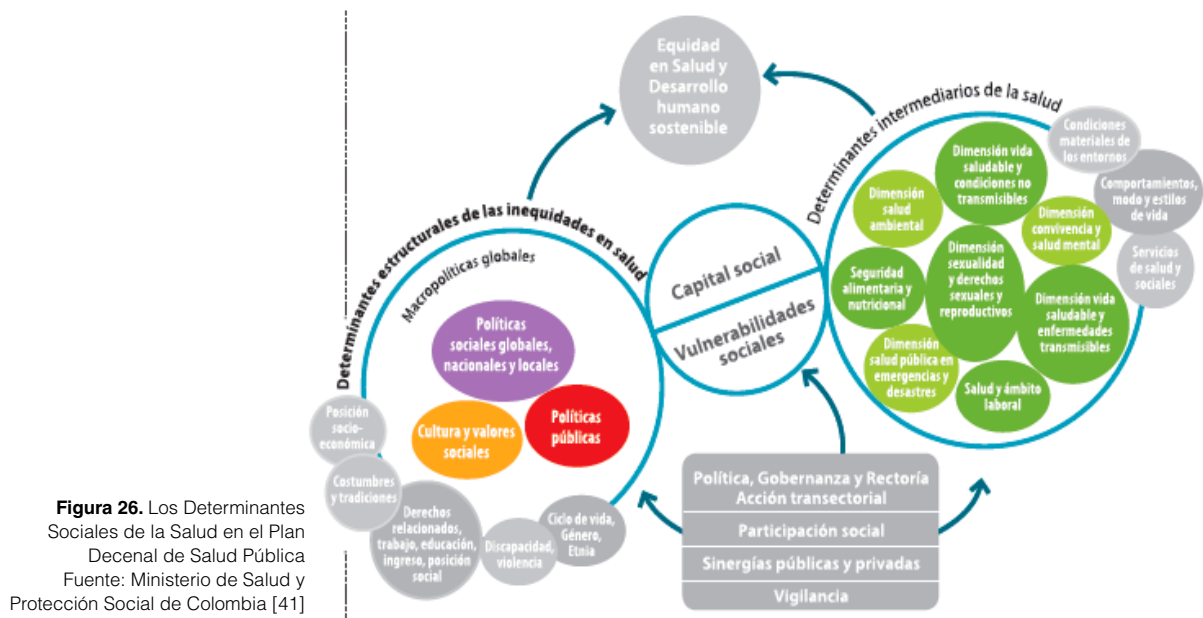 Equidad
en Salud y
Desarrollo
humano
sostenible
Determinantes estructurales de las inequidades en salud
Macropolíticas globales
Políticas
sociales globales,
nacionales y locales
Cultura y valores
sociales
Políticas
públicas
Posición
socio-
económica
Costumbres
y tradiciones
Derechos
relacionados,
trabajo, educación,
ingreso, posición
social
Discapacidad,
violencia
Ciclo de vida,
Género,
Etnia
Capital social
Vulnerabilidades
sociales
Determinantes intermediarios de la salud
Dimensión vida
saludable y
condiciones no
transmisibles
Dimensión
salud
ambiental
Dimensión
convivencia y
salud mental
Seguridad
alimentaria y
nutricional
Dimensión
sexualidad
y derechos
sexuales y
reproductivos
Dimensión vida
saludable y
enfermedades
transmisibles
Dimensión
salud pública en
emergencias y
desastres
Salud y ámbito
laboral
Condiciones
materiales de
los entornos
Comportamientos,
modo y estilos
de vida
Servicios
de salud y
sociales
Política, Gobernanza y Rectoría
Acción transectorial
Participación social
Sinergías públicas y privadas
Vigilancia
Figura 26. Los Determinantes
Sociales de la Salud en el Plan
Decenal de Salud Pública
Fuente: Ministerio de Salud y
Protección Social de Colombia [41]